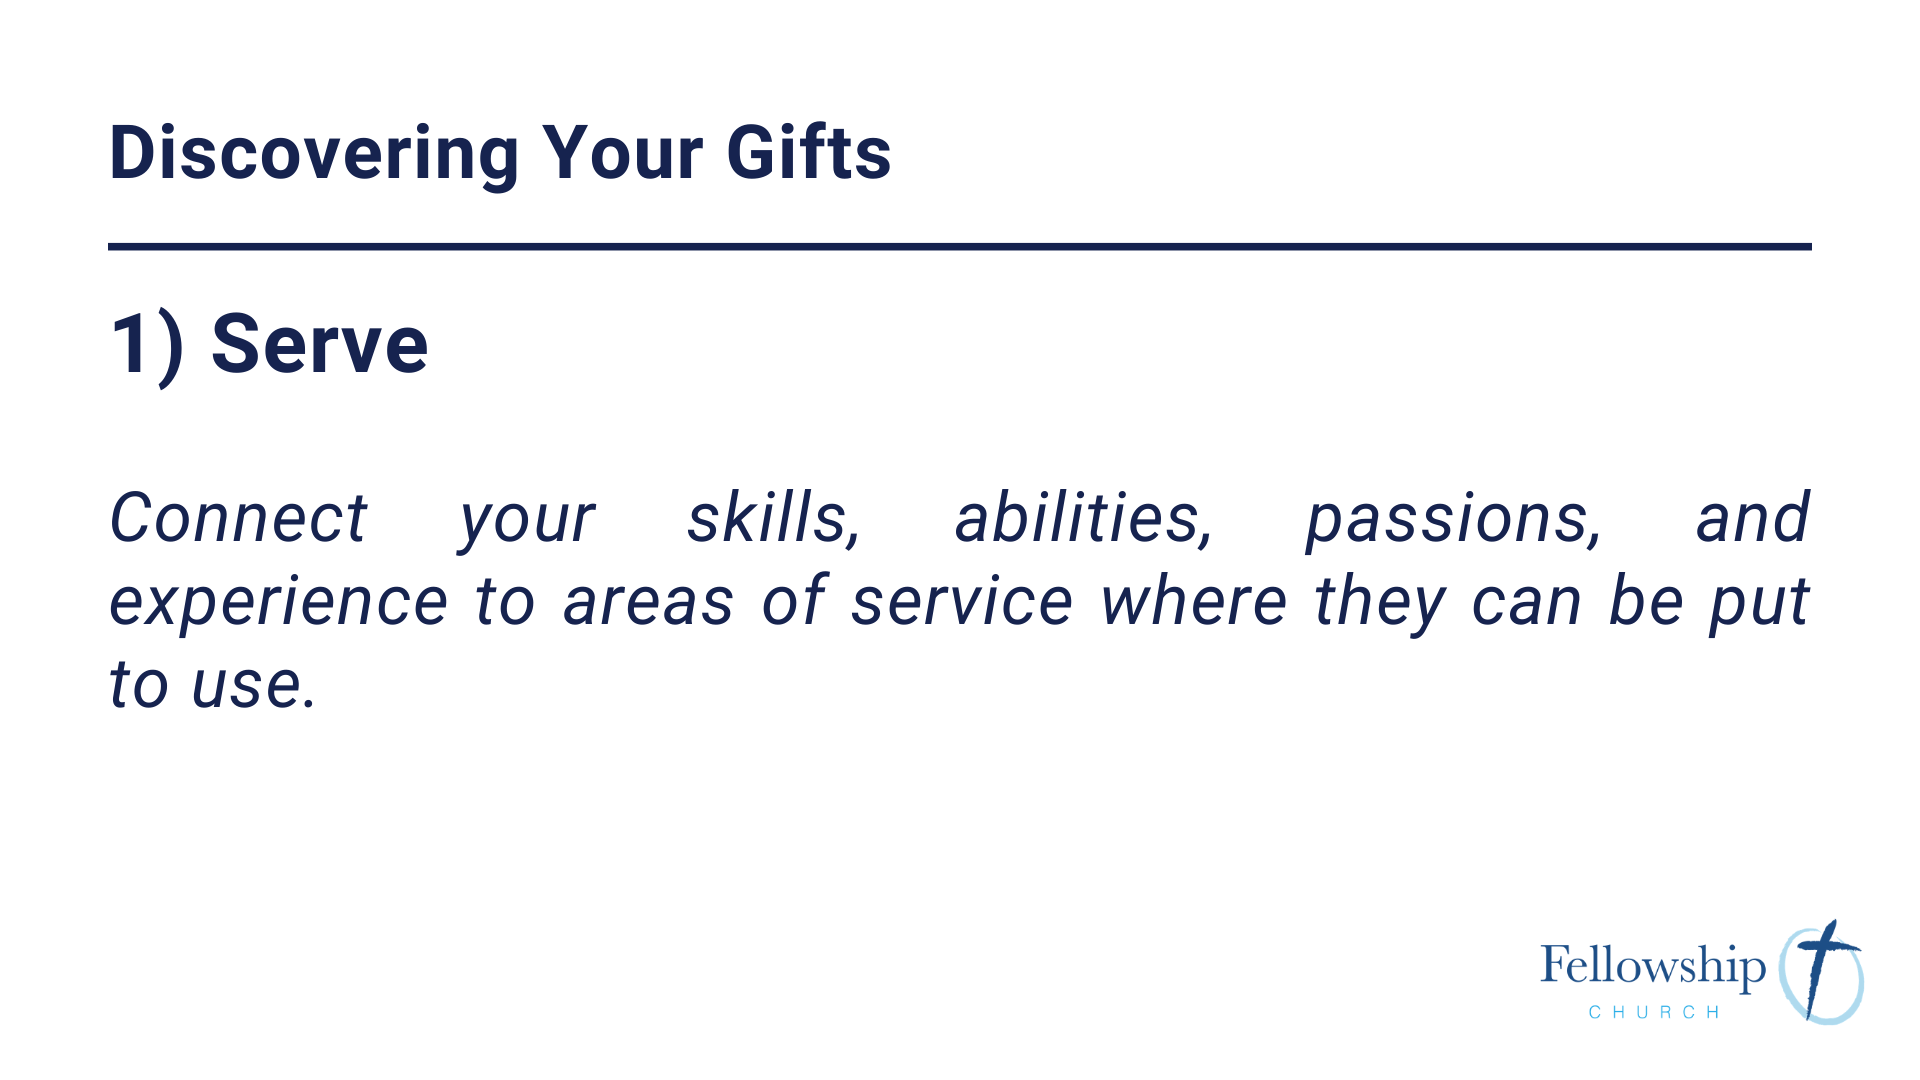 Discovering Your Gifts
1) Serve
Connect your skills, abilities, passions, and
experience to areas of service where they can be put
to use.
Fellowship
CHURCH